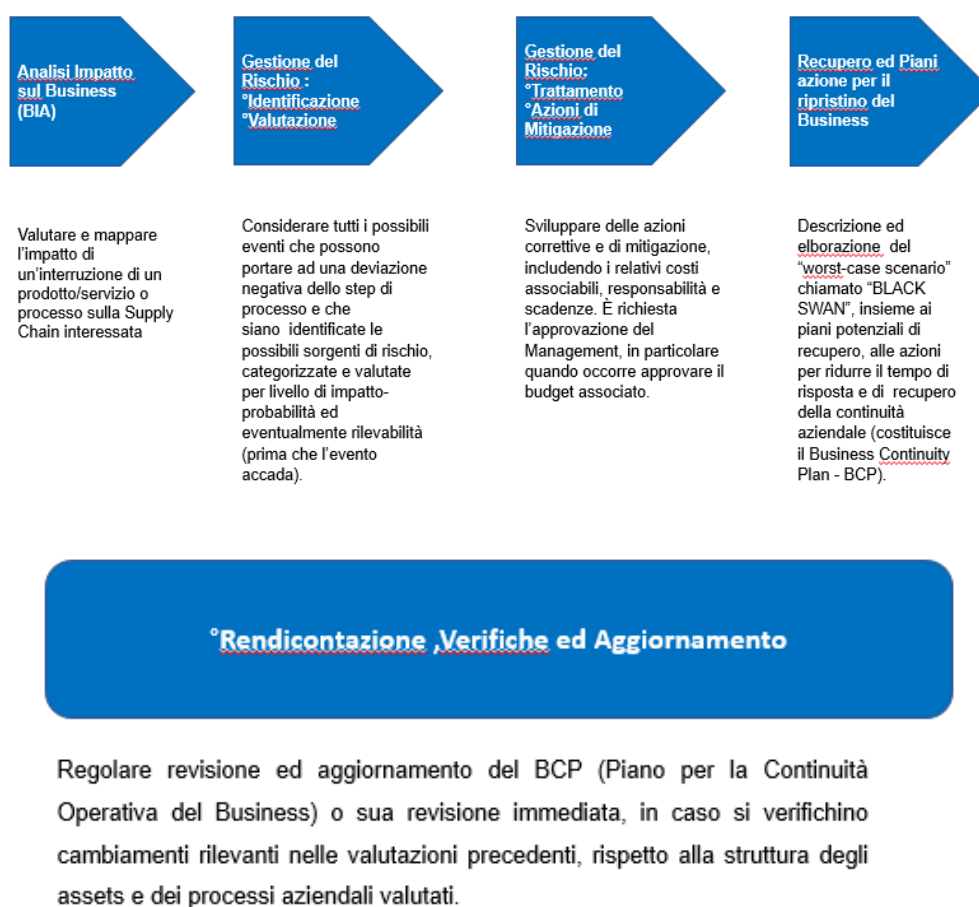 Analisi Impatto
sul Business
(BIA)
Gestione del
Rischio :
°Identificazione
°Valutazione
Gestione del
Rischio:
°Trattamento
°Azioni di
Mitigazione
Recupero ed Piani
azione per il
ripristino del
Business
Valutare e mappare
l’impatto di
un’interruzione di un
prodotto/servizio o
processo sulla Supply
Chain interessata
Considerare tutti i possibili
eventi che possono
portare ad una deviazione
negativa dello step di
processo e che
siano identificate le
possibili sorgenti di rischio,
categorizzate e valutate
per livello di impatto-
probabilità ed
eventualmente rilevabilità
(prima che l’evento
accada).
Sviluppare delle azioni
correttive e di mitigazione,
includendo i relativi costi
associabili, responsabilità e
scadenze. È richiesta
l’approvazione del
Management, in particolare
quando occorre approvare il
budget associato.
Descrizione ed
elborazione del
“worst-case scenario”
chiamato “BLACK
SWAN”, insieme ai
piani potenziali di
recupero, alle azioni
per ridurre il tempo di
risposta e di recupero
della continuità
aziendale (costituisce
il Business Continuity
Plan - BCP).
°Rendicontazione ,Verifiche ed Aggiornamento
Regolare revisione ed aggiornamento del BCP (Piano per la Continuità
Operativa del Business) o sua revisione immediata, in caso si verifichino
cambiamenti rilevanti nelle valutazioni precedenti, rispetto alla struttura degli
assets e dei processi aziendali valutati.